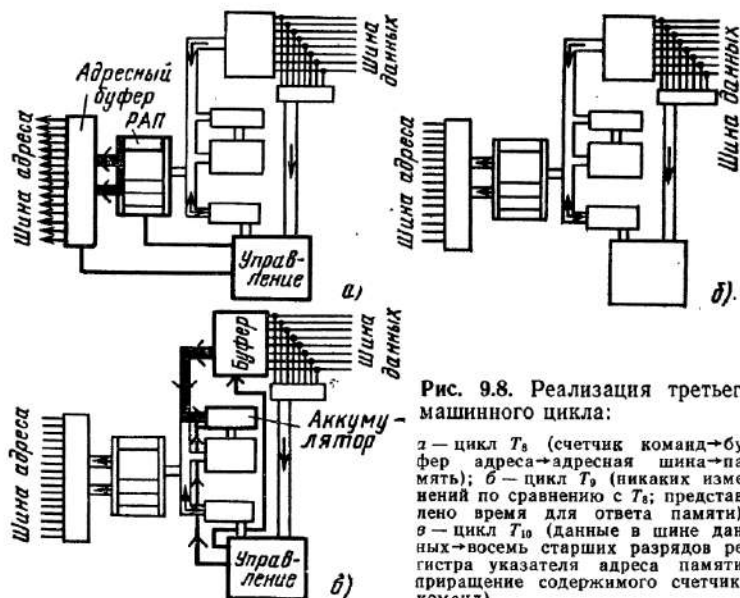 Адресный
буфер
РАП
Шина адреса
Шина
данных
Управ-
ление
а)
Шина адреса
Шина данных
б).
Шина адреса
Буфер
Шина
данных
Аккуму-
лятор
Управ-
ление
в)
Рис. 9.8. Реализация третьег
машинного цикла:
а — цикл T₈ (счетчик команд→бу
фер адреса→адресная шина→па
мять); б — цикл T₉ (никаких изме
нений по сравнению с T₈; представ
лено время для ответа памяти)
в — цикл T₁₀ (данные в шине дан
ных→восемь старших разрядов ре
гистра указателя адреса памяти
приращение содержимого счетчик
команд)